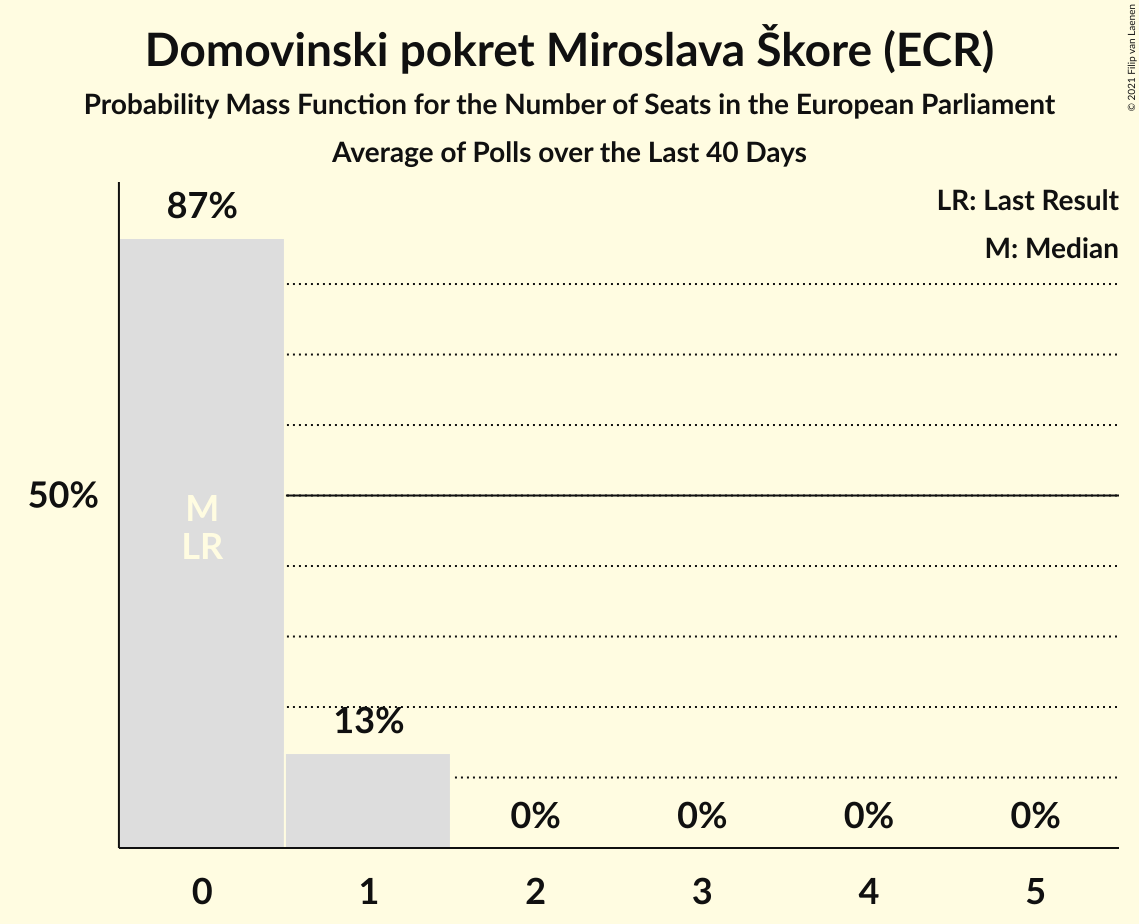 Domovinski pokret Miroslava Škore (ECR)
Probability Mass Function for the Number of Seats in the European Parliament
Average of Polls over the Last 40 Days
© 2021 Filip van Laenen
LR: Last Result
M: Median
87%
50%
M
LR
13%
0% 0% 0% 0%
0 1 2 3 4 5